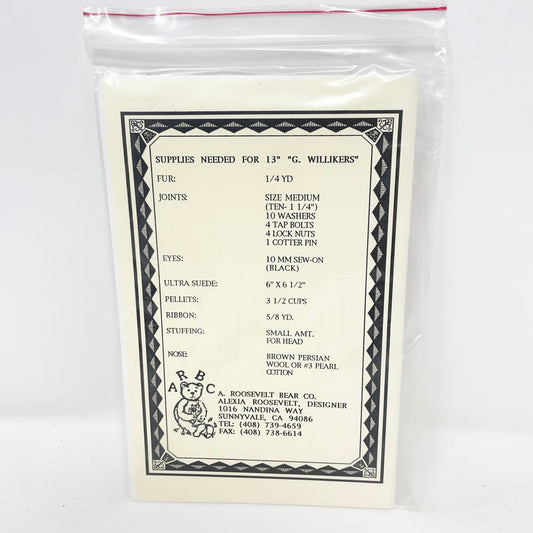 SUPPLIES NEEDED FOR 13" "G. WILLIKERS"
FUR: 1/4 YD
JOINTS: SIZE MEDIUM
(TEN- 1 1/4")
10 WASHERS
4 TAP BOLTS
4 LOCK NUTS
1 COTTER PIN
EYES: 10 MM SEW-ON
(BLACK)
ULTRA SUEDE: 6" X 6 1/2"
PELLETS: 3 1/2 CUPS
RIBBON: 5/8 YD.
STUFFING: SMALL AMT.
FOR HEAD
NOSE: BROWN PERSIAN
WOOL OR #3 PEARL
COTTON
A R B C
A. ROOSEVELT BEAR CO.
ALEXIA ROOSEVELT, DESIGNER
1016 NANDINA WAY
SUNNYVALE, CA 94086
TEL: (408) 739-4659
FAX: (408) 738-6614